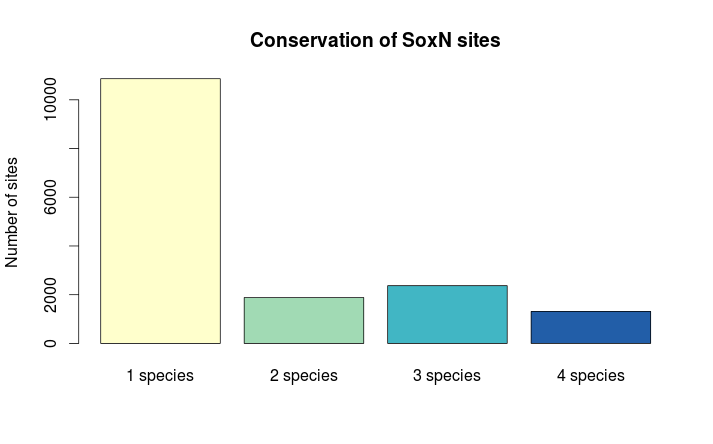 Conservation of SoxN sites
Number of sites
10000
6000
2000
0
1 species
2 species
3 species
4 species